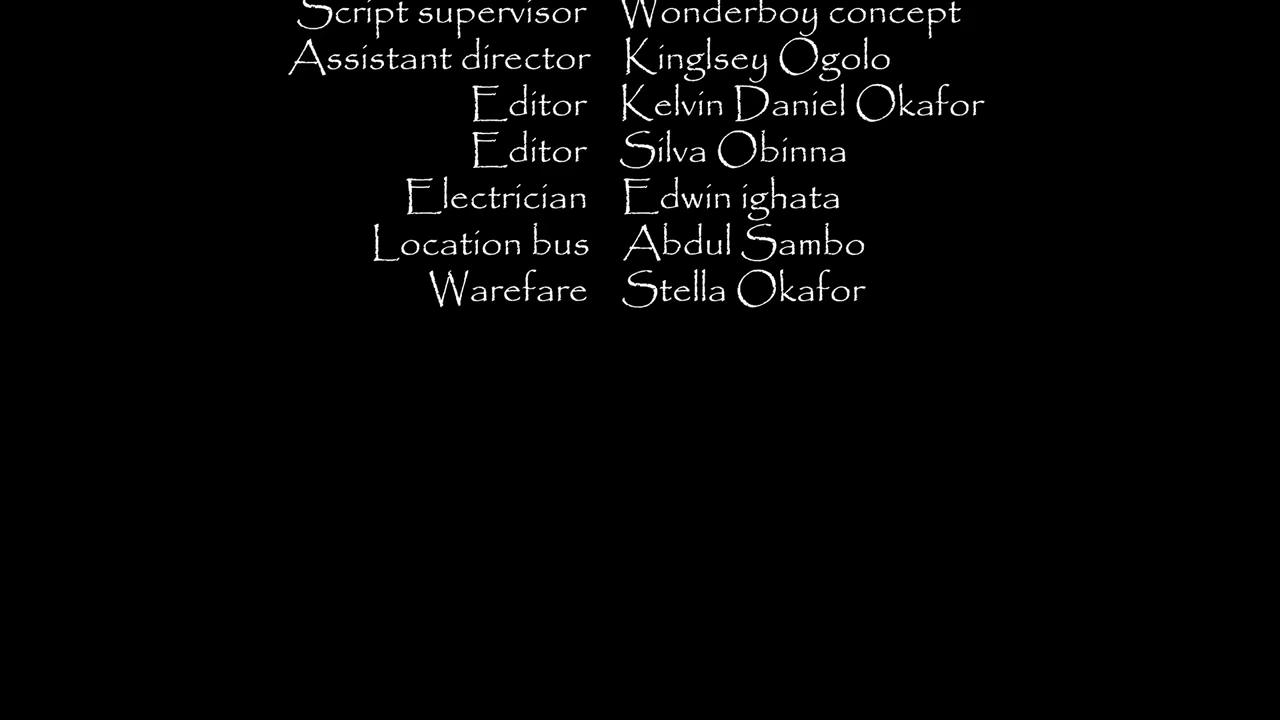 Script supervisor Wonderboy concept
Assistant director Kinglsey Ogolo
Editor Kelvin Daniel Okafor
Editor Silva Obinna
Electrician Edwin ighata
Location bus Abdul Sambo
Warefare Stella Okafor